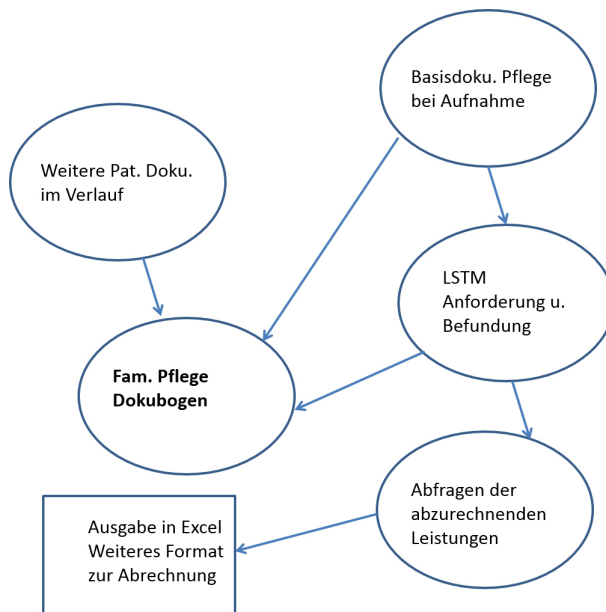 Basisdoku. Pflege
bei Aufnahme
Weitere Pat. Doku.
im Verlauf
LSTM
Anforderung u.
Befundung
Fam. Pflege
Dokubogen
Abfragen der
abzurechnenden
Leistungen
Ausgabe in Excel
Weiteres Format
zur Abrechnung